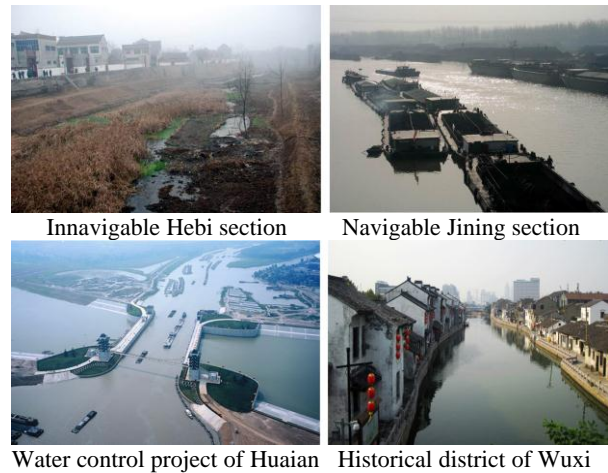 Innavigable Hebi section
Navigable Jining section
Water control project of Huaian
Historical district of Wuxi